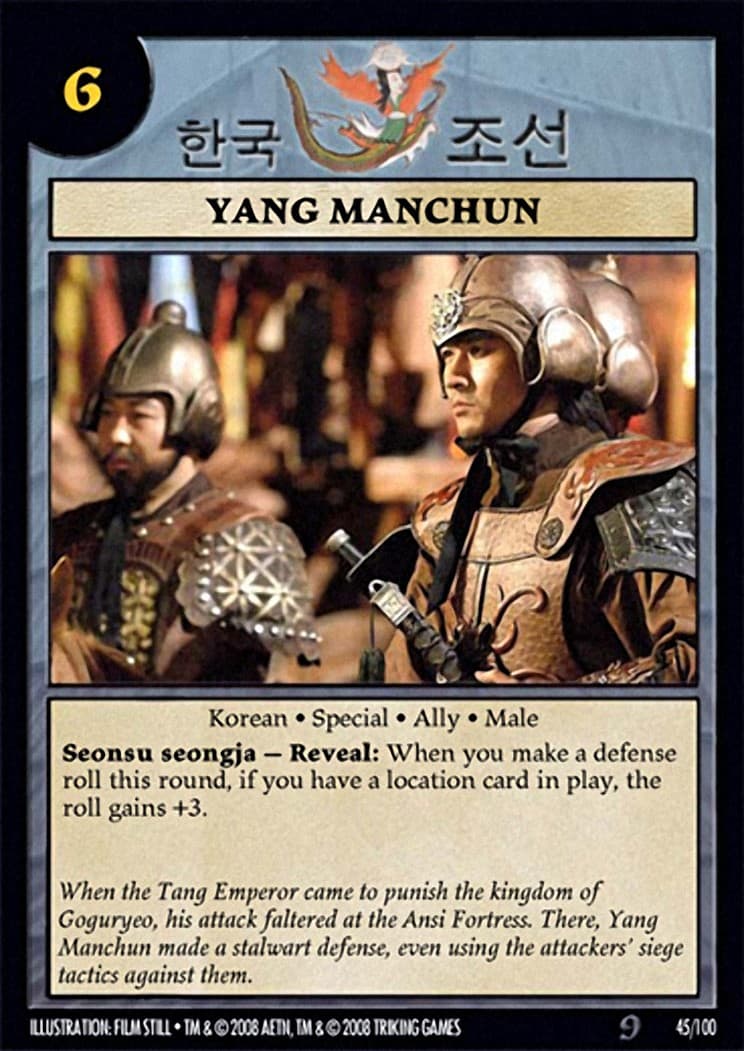 6
한국 조선
YANG MANCHUN
Korean • Special • Ally • Male
Seonsu seongja – Reveal: When you make a defense
roll this round, if you have a location card in play, the
roll gains +3.
When the Tang Emperor came to punish the kingdom of
Goguryeo, his attack faltered at the Ansi Fortress. There, Yang
Manchun made a stalwart defense, even using the attackers' siege
tactics against them.
ILLUSTRATION: FILM STILL • TM & © 2008 AETN, TM & © 2008 TRIKING GAMES 9 45/100